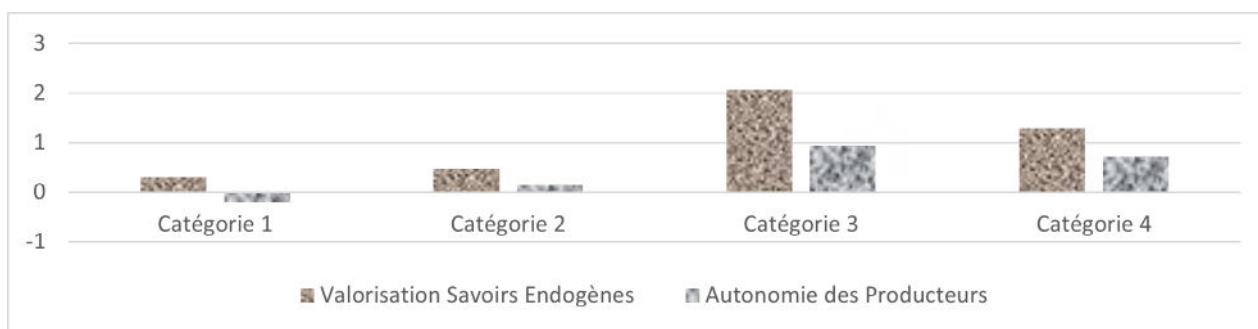 3
2
1
0
-1
Catégorie 1 Catégorie 2 Catégorie 3 Catégorie 4
Valorisation Savoirs Endogènes Autonomie des Producteurs